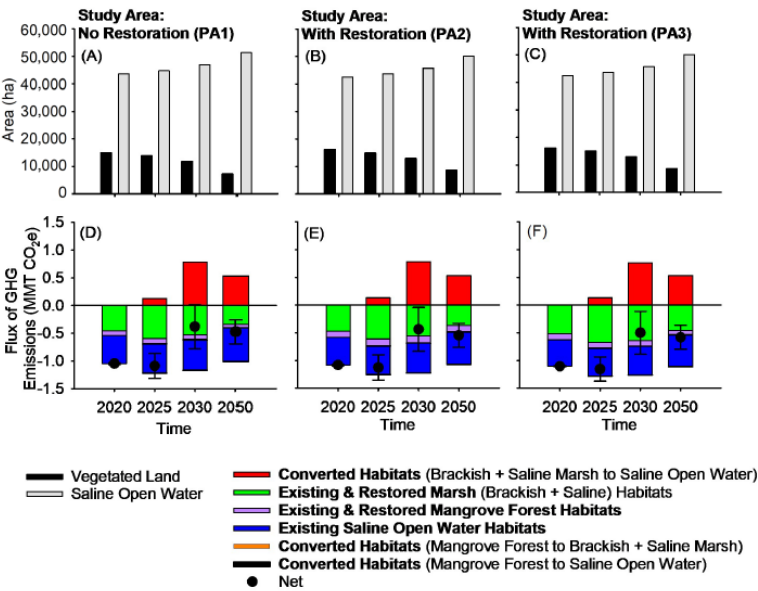 Study Area:
No Restoration (PA1)
Study Area:
With Restoration (PA2)
Study Area:
With Restoration (PA3)
60,000
50,000
40,000
30,000
20,000
10,000
0
Area (ha)
(A)
(B)
(C)
1.5
1.0
0.5
0.0
-0.5
-1.0
-1.5
Flux of GHG
Emissions (MMT CO₂e)
(D)
(E)
(F)
2020 2025 2030 2050
Time
2020 2025 2030 2050
Time
2020 2025 2030 2050
Time
Vegetated Land
Saline Open Water
Converted Habitats (Brackish + Saline Marsh to Saline Open Water)
Existing & Restored Marsh (Brackish + Saline) Habitats
Existing & Restored Mangrove Forest Habitats
Existing Saline Open Water Habitats
Converted Habitats (Mangrove Forest to Brackish + Saline Marsh)
Converted Habitats (Mangrove Forest to Saline Open Water)
Net